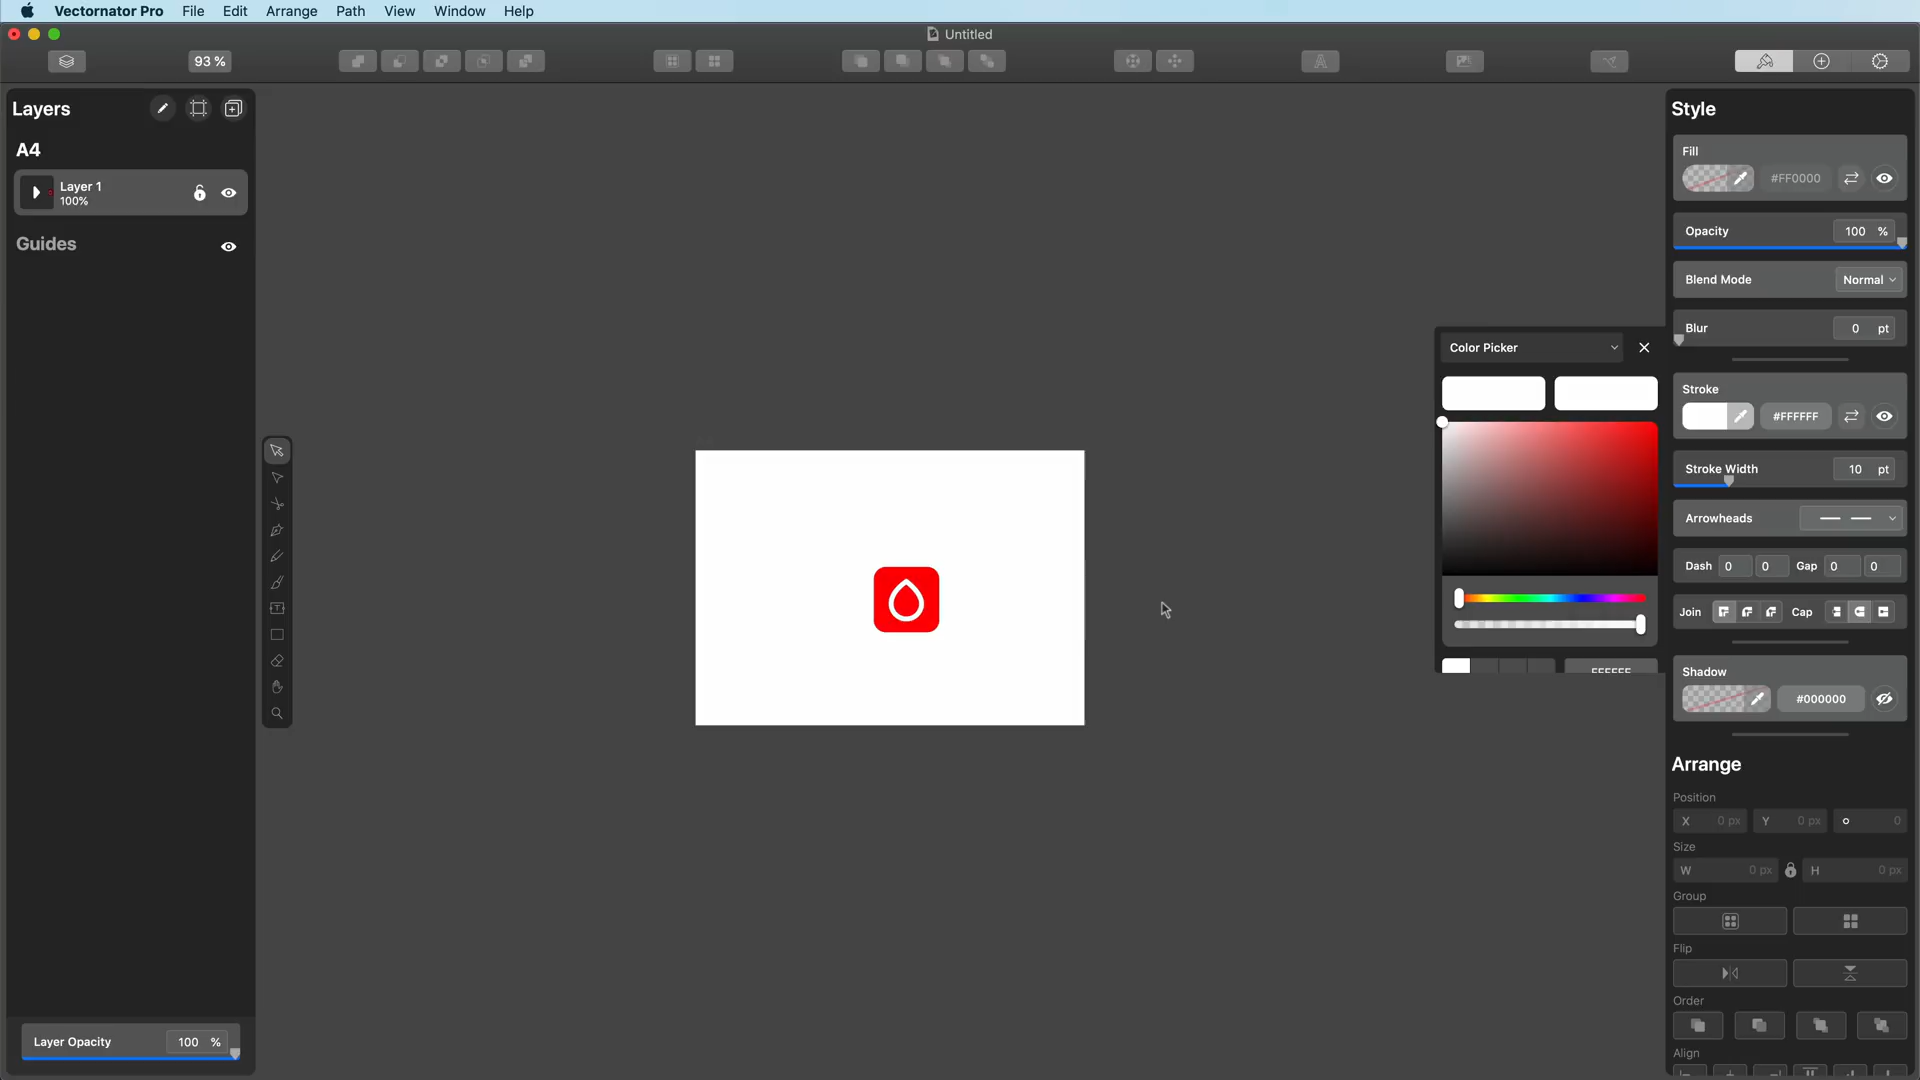 Vectornator Pro File Edit Arrange Path View Window Help
Untitled
93 %
Layers
A4
Layer 1
100%
Guides
Layer Opacity 100 %
Color Picker
FFFFFF
Style
Fill
#FF0000
Opacity 100 %
Blend Mode Normal
Blur 0 pt
Stroke
#FFFFFF
Stroke Width 10 pt
Arrowheads
Dash 0 0 Gap 0 0
Join Cap
Shadow
#000000
Arrange
Position
X 0 px Y 0 px 0
Size
W 0 px H 0 px
Group
Flip
Order
Align